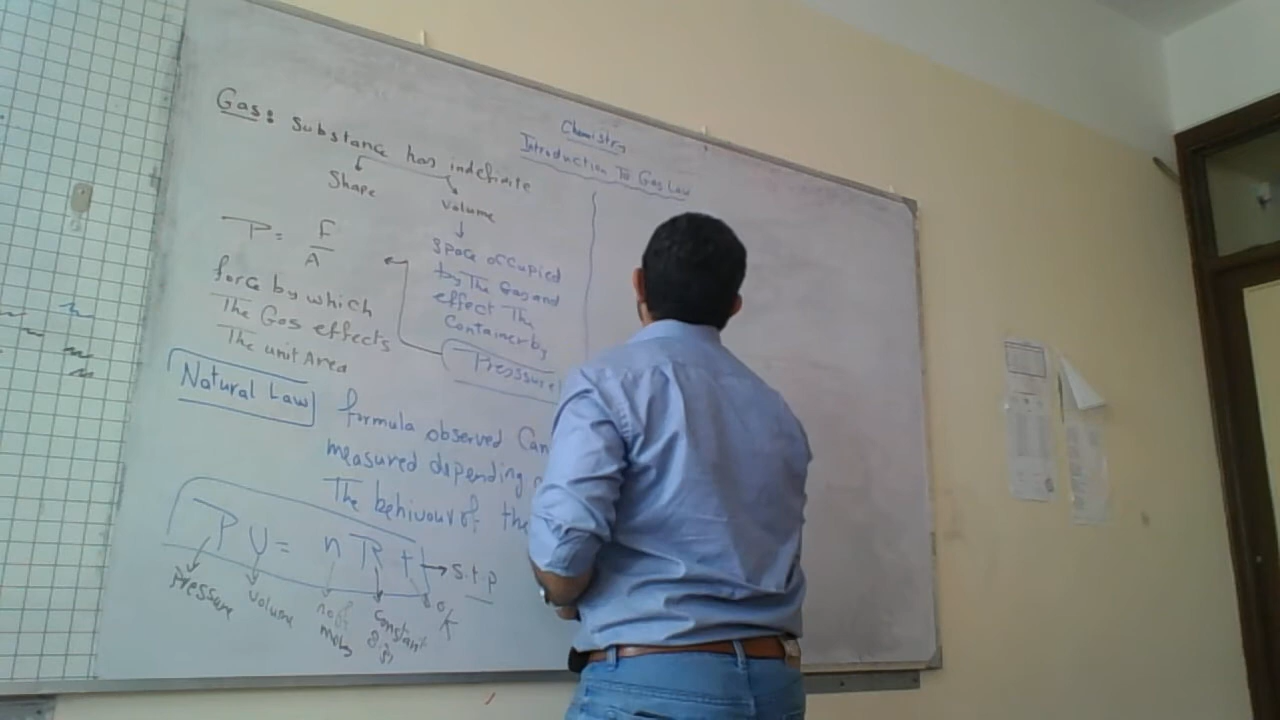 Chemistry
Introduction To Gas Law
Gas: Substance has indefinite
Shape
volume
Space occupied
by The Gas and
effect The
Container by
Pressure
P = F
A
force by which
The Gas effects
The unit Area
Natural Law
formula observed Can
measured depending
The behivour of the
PV = n R t → s.t.p
Pressure
volume
no of
moles
Constant
°K